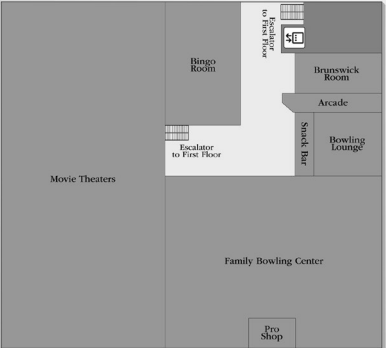 Escalator
to First Floor
Bingo
Room
Brunswick
Room
Arcade
Snack Bar
Bowling
Lounge
Escalator
to First Floor
Movie Theaters
Family Bowling Center
Pro
Shop